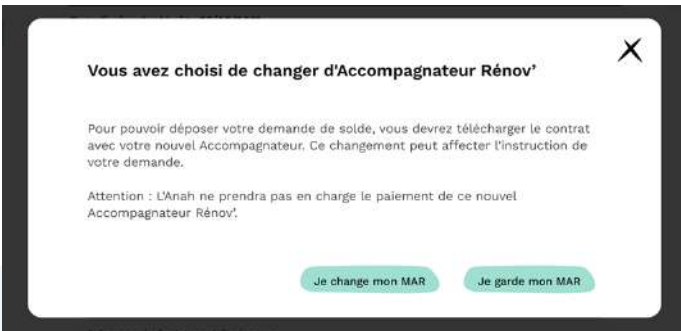 Vous avez choisi de changer d'Accompagnateur Rénov’
Pour pouvoir déposer votre demande de solde, vous devrez télécharger le contrat
avec votre nouvel Accompagnateur. Ce changement peut affecter l'instruction de
votre demande.
Attention : L'Anah ne prendra pas en charge le paiement de ce nouvel
Accompagnateur Rénov'.
Je change mon MAR
Je garde mon MAR